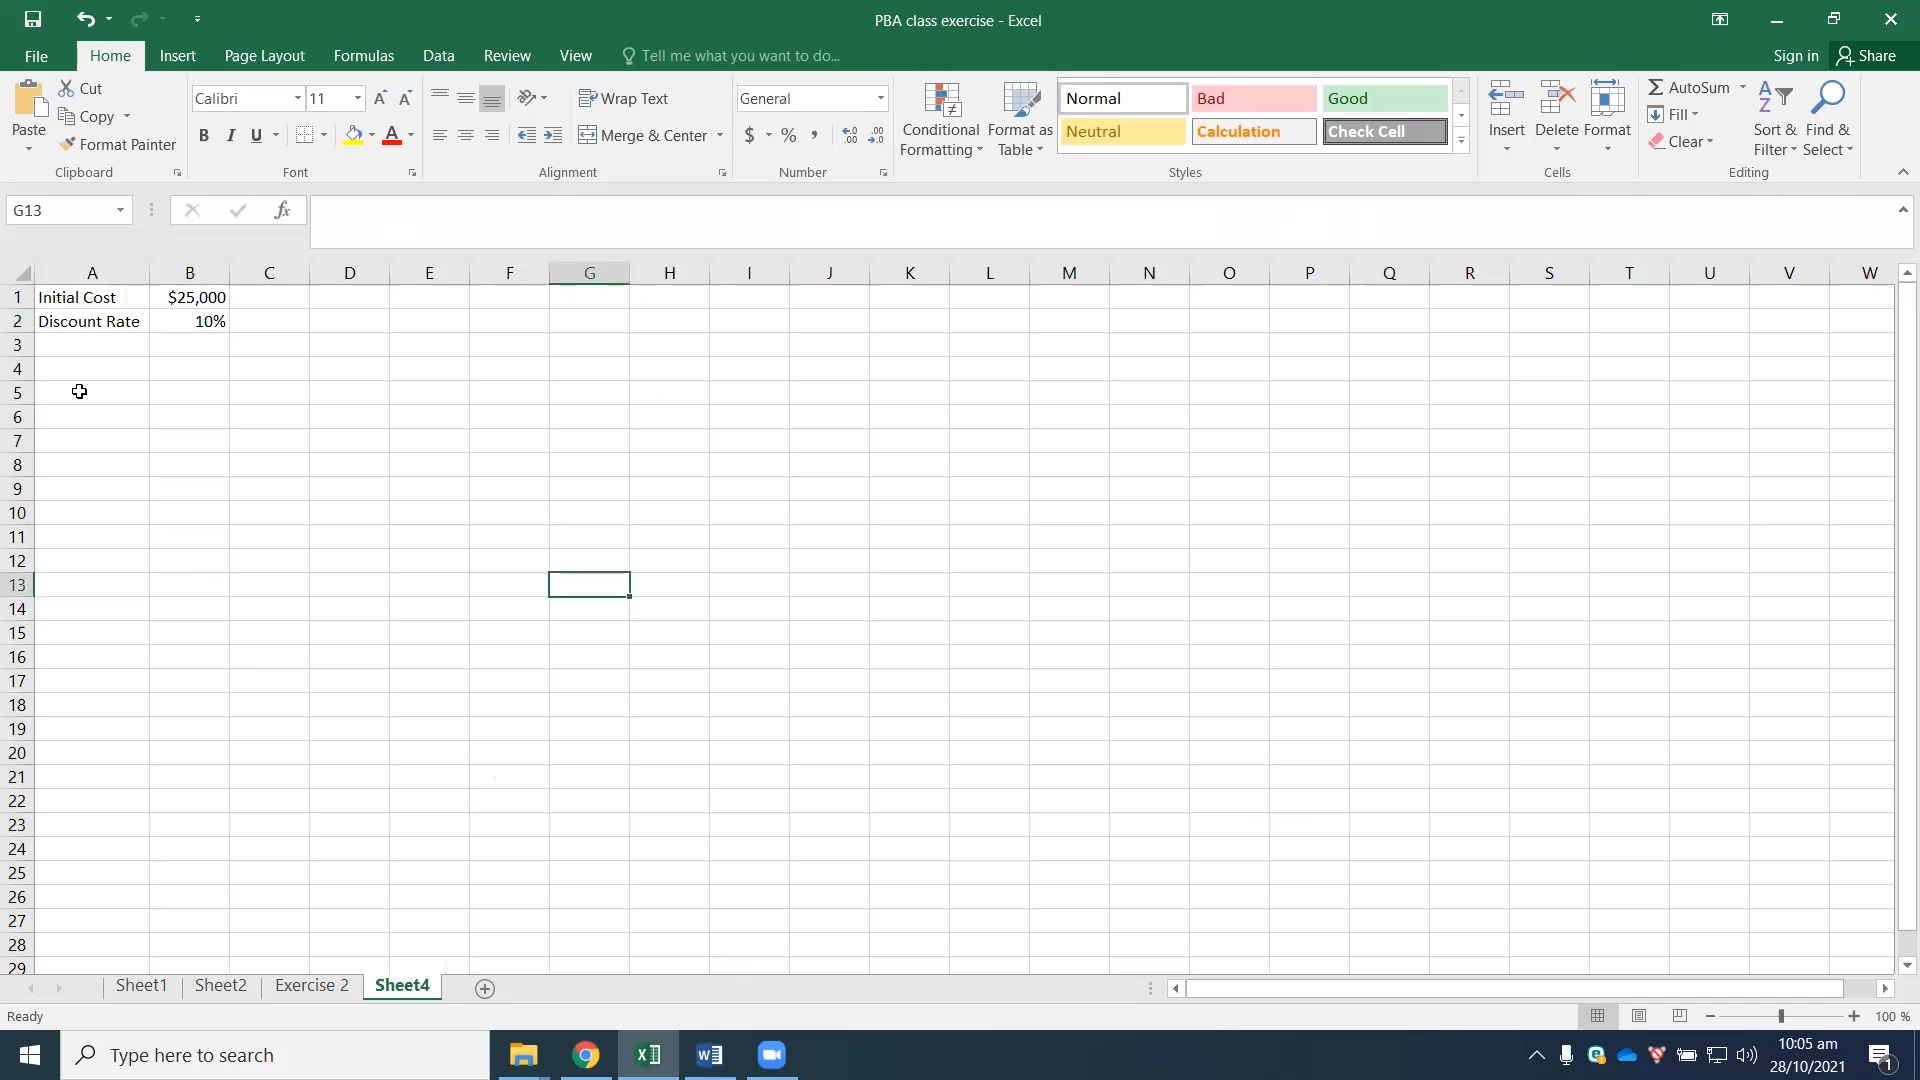 PBA class exercise - Excel
File Home Insert Page Layout Formulas Data Review View Tell me what you want to do... Sign in Share
Paste
Cut
Copy
Format Painter
Clipboard
Calibri 11
A A
B I U A
Font
Wrap Text
Merge & Center
Alignment
General
$ % ,
Number
Conditional Formatting
Format as Table
Normal Bad Good
Neutral Calculation Check Cell
Styles
Insert Delete Format
Cells
AutoSum
Fill
Clear
Sort & Filter
Find & Select
Editing
G13 fx
A B C D E F G H I J K L M N O P Q R S T U V W
1 Initial Cost $25,000
2 Discount Rate 10%
3
4
5
6
7
8
9
10
11
12
13
14
15
16
17
18
19
20
21
22
23
24
25
26
27
28
29
Sheet1 Sheet2 Exercise 2 Sheet4
Ready 100 %
Type here to search
10:05 am
28/10/2021
1